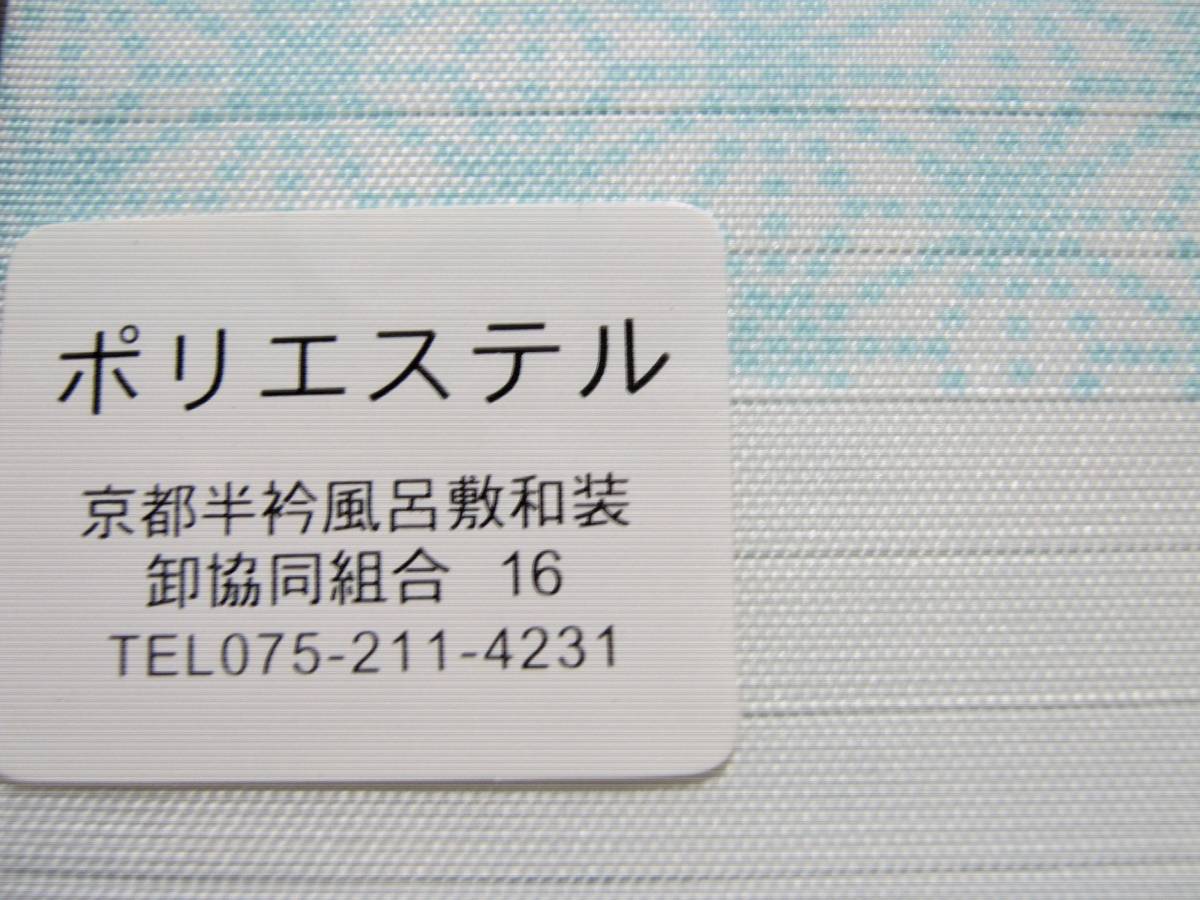 ポリエステル
京都半衿風呂敷和装
卸協同組合 16
TEL075-211-4231